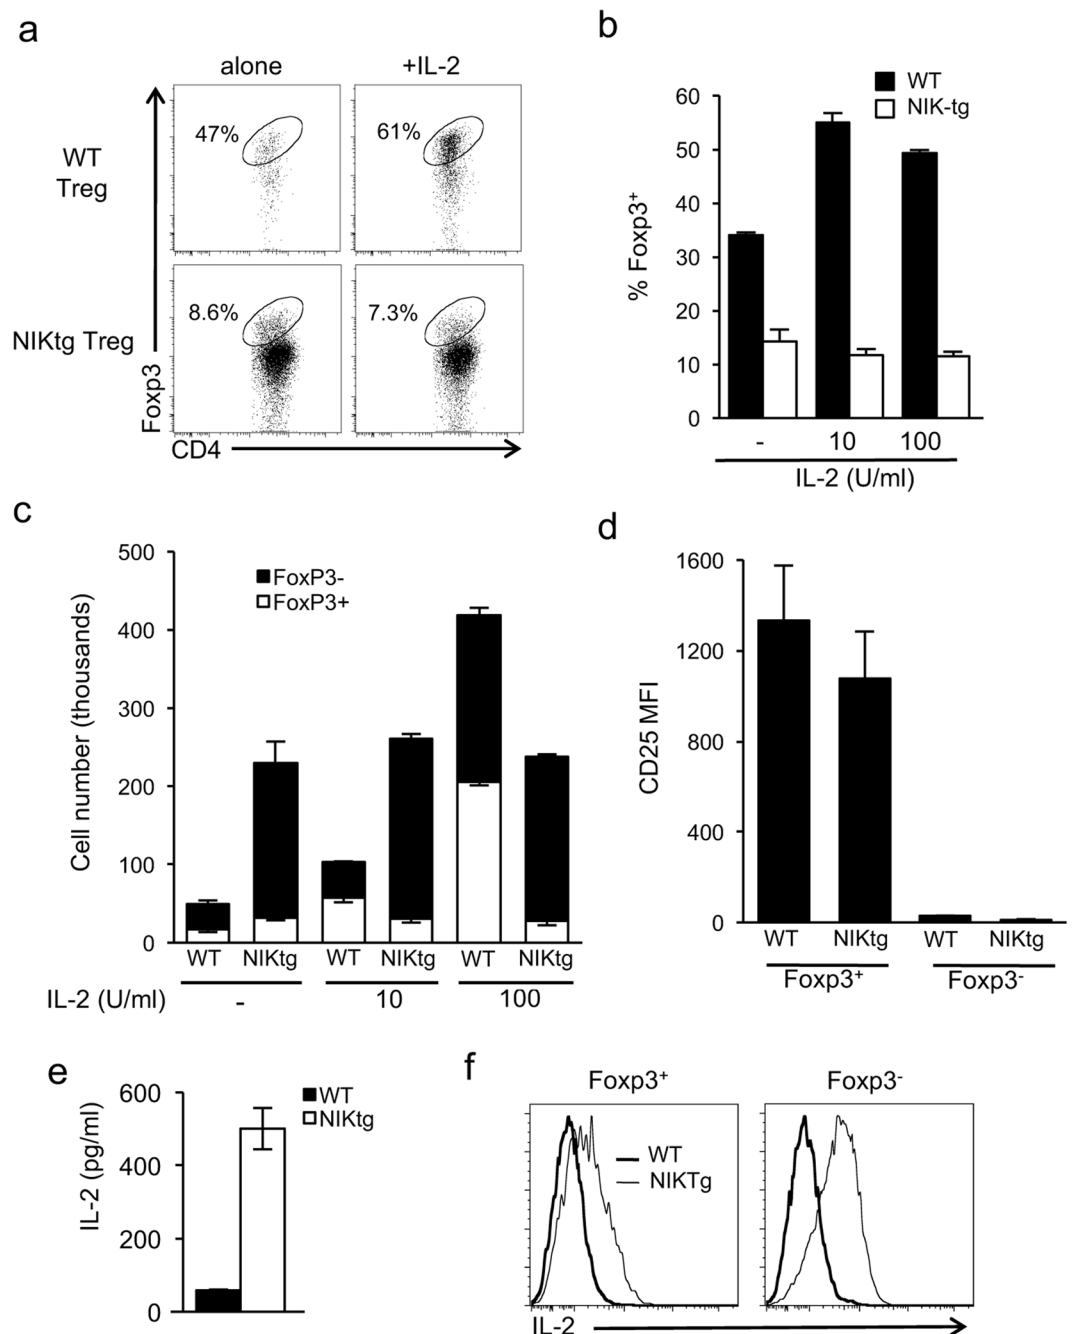 a
alone
+IL-2
WT
Treg
47%
61%
NIKtg Treg
8.6%
7.3%
Foxp3
CD4
b
WT
NIK-tg
% Foxp3+
60
50
40
30
20
10
0
-
10
100
IL-2 (U/ml)
c
FoxP3-
FoxP3+
Cell number (thousands)
500
400
300
200
100
0
WT
NIKtg
WT
NIKtg
WT
NIKtg
IL-2 (U/ml)
-
10
100
d
CD25 MFI
1600
1200
800
400
0
WT
NIKtg
WT
NIKtg
Foxp3+
Foxp3-
e
WT
NIKtg
IL-2 (pg/ml)
600
400
200
0
f
Foxp3+
Foxp3-
WT
NIKTg
IL-2